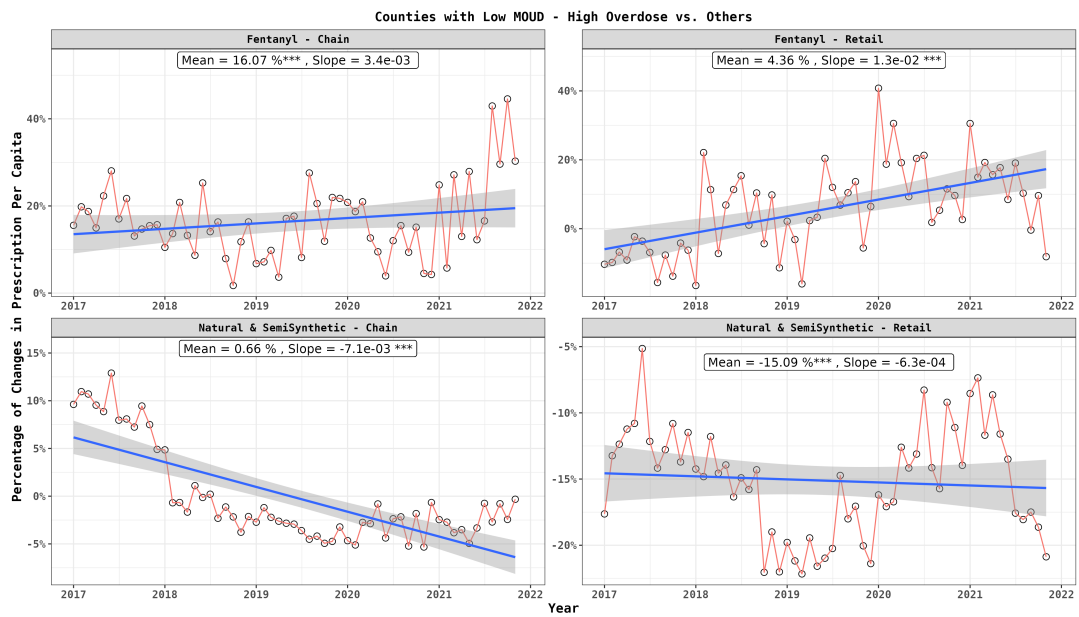 Counties with Low MOUD - High Overdose vs. Others
Percentage of Changes in Prescription Per Capita
Fentanyl - Chain
Mean = 16.07 %*** , Slope = 3.4e-03
40%
20%
0%
2017 2018 2019 2020 2021 2022
Fentanyl - Retail
Mean = 4.36 % , Slope = 1.3e-02 ***
40%
20%
0%
2017 2018 2019 2020 2021 2022
Natural & SemiSynthetic - Chain
Mean = 0.66 % , Slope = -7.1e-03 ***
15%
10%
5%
0%
-5%
2017 2018 2019 2020 2021 2022
Natural & SemiSynthetic - Retail
Mean = -15.09 %*** , Slope = -6.3e-04
-5%
-10%
-15%
-20%
2017 2018 2019 2020 2021 2022
Year